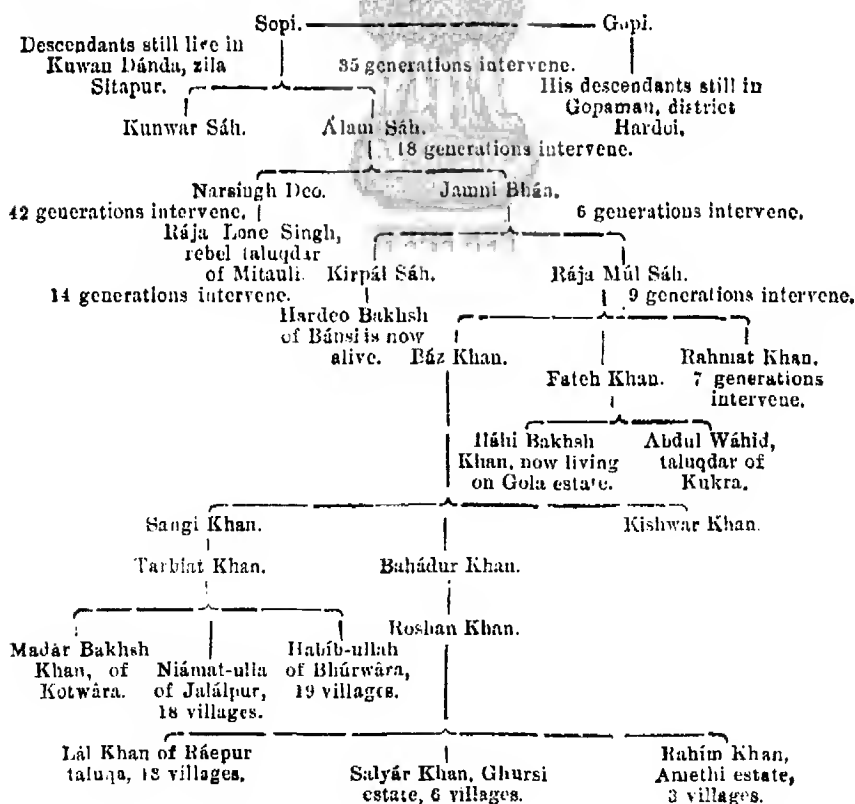 Sopi. Gopi.
Descendants still live in
Kuwan Dánda, zila
Sitapur.
35 generations intervene.
His descendants still in
Gopamau, district
Hardoi.
Kunwar Sáh. Álam Sáh.
18 generations intervene.
Narsingh Deo. Jamni Bhán.
42 generations intervene. 6 generations intervene.
Rája Lone Singh,
rebel taluqdar
of Mitauli. Kirpál Sáh. Rája Múl Sáh.
14 generations intervene. 9 generations intervene.
Hardeo Bakhsh
of Bánsi is now
alive. Báz Khan.
Fateh Khan.
Rahmat Khan.
7 generations
intervene.
Iláhi Bakhsh
Khan, now living
on Gola estate.
Abdul Wáhid,
taluqdar of
Kukra.
Sangi Khan. Kishwar Khan.
Tarbíat Khan. Bahádur Khan.
Roshan Khan.
Madár Bakhsh
Khan, of
Kotwâra.
Niámat-ulla
of Jalálpur,
18 villages.
Habíb-ullah
of Bhúrwâra,
19 villages.
Lál Khan of Ráepur
taluqa, 13 villages.
Salyár Khan, Ghursi
estate, 6 villages.
Rahím Khan,
Amethi estate,
3 villages.